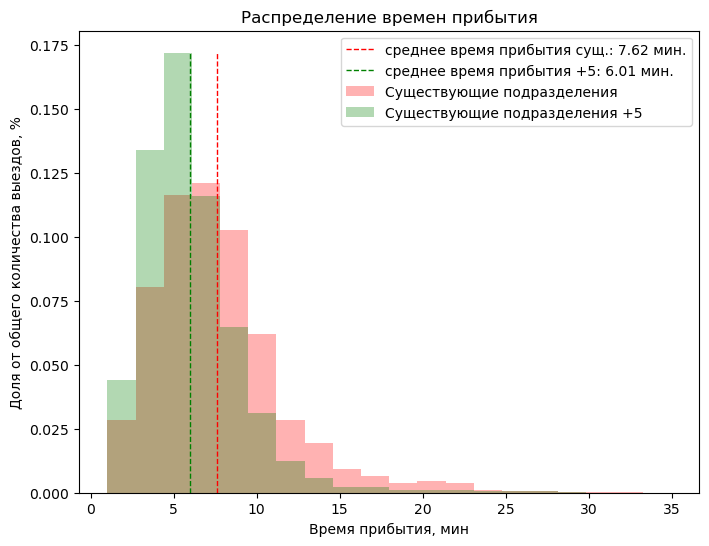 Распределение времен прибытия
среднее время прибытия сущ.: 7.62 мин.
среднее время прибытия +5: 6.01 мин.
Существующие подразделения
Существующие подразделения +5
Доля от общего количества выездов, %
0.175
0.150
0.125
0.100
0.075
0.050
0.025
0.000
0 5 10 15 20 25 30 35
Время прибытия, мин